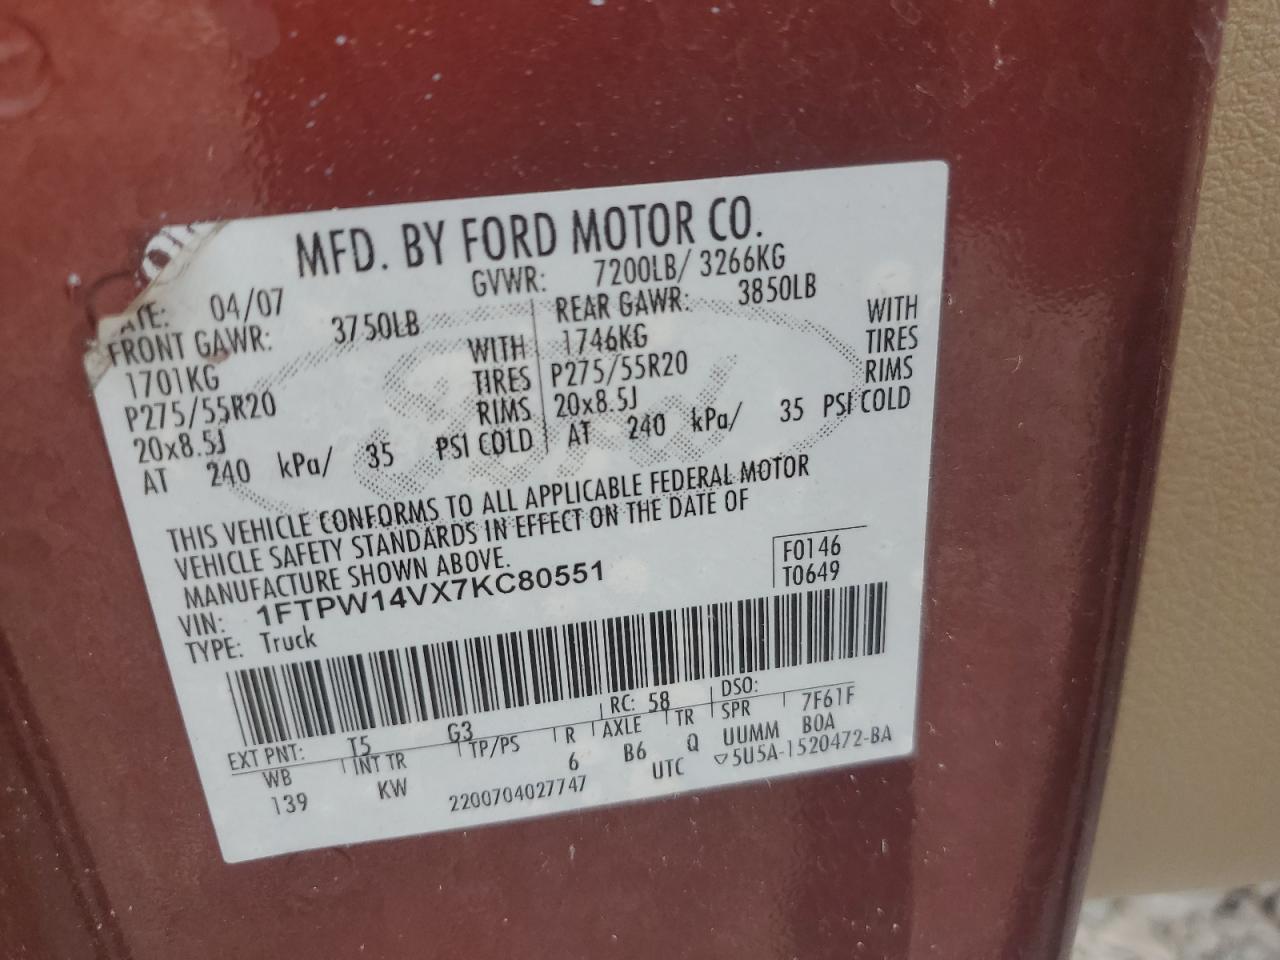 MFD. BY FORD MOTOR CO.
04/07 GVWR: 7200LB/ 3266KG
FRONT GAWR: 3750LB REAR GAWR: 3850LB
1701KG WITH 1746KG WITH
P275/55R20 TIRES P275/55R20 TIRES
20x8.5J RIMS 20x8.5J RIMS
AT 240 kPa/ 35 PSI COLD AT 240 kPa/ 35 PSI COLD
THIS VEHICLE CONFORMS TO ALL APPLICABLE FEDERAL MOTOR
VEHICLE SAFETY STANDARDS IN EFFECT ON THE DATE OF
MANUFACTURE SHOWN ABOVE.
VIN: 1FTPW14VX7KC80551 F0146
TYPE: Truck T0649
EXT PNT: T5 G3 RC: 58 DSO:
WB INT TR TP/PS R AXLE TR SPR 7F61F
139 KW 6 B6 Q UUMM B0A
2200704027747 UTC ▽5U5A-1520472-BA